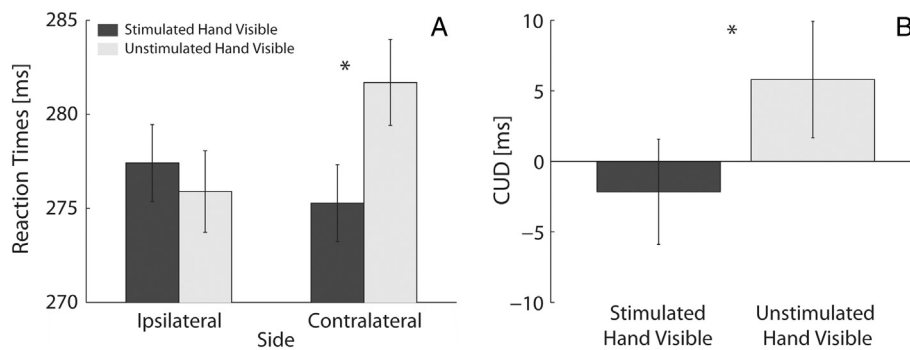 285
280
275
270
Reaction Times [ms]
Stimulated Hand Visible
Unstimulated Hand Visible
A
*
Ipsilateral
Contralateral
Side
10
5
0
−5
−10
CUD [ms]
*
B
Stimulated
Hand Visible
Unstimulated
Hand Visible